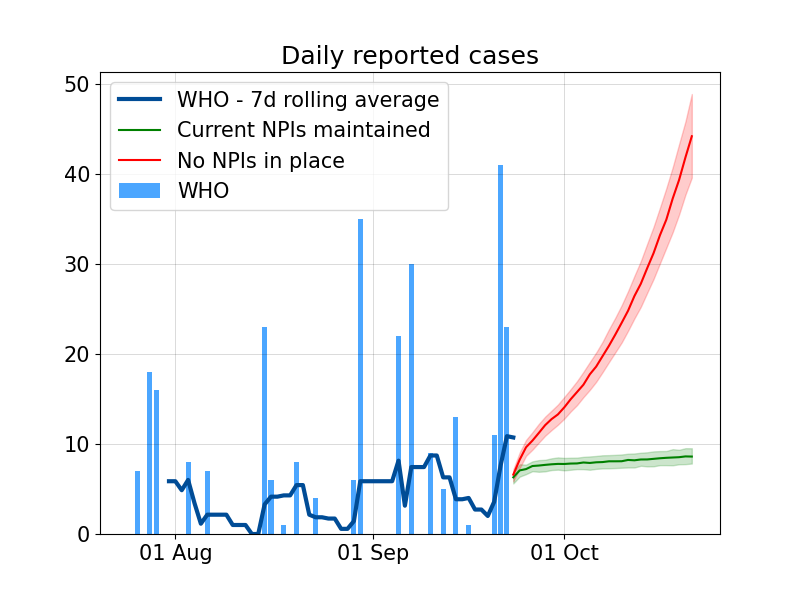 Daily reported cases
WHO - 7d rolling average
Current NPIs maintained
No NPIs in place
WHO
50
40
30
20
10
0
01 Aug
01 Sep
01 Oct